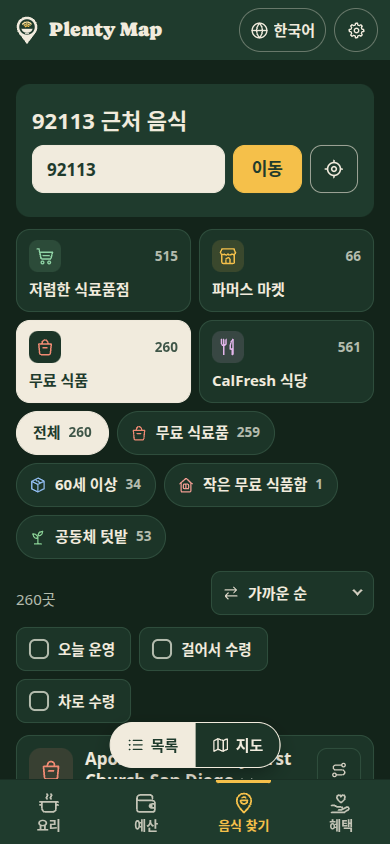 Plenty Map
한국어
92113 근처 음식
92113
이동
515
저렴한 식료품점
66
파머스 마켓
260
무료 식품
561
CalFresh 식당
전체 260
무료 식료품 259
60세 이상 34
작은 무료 식품함 1
공동체 텃밭 53
260곳
가까운 순
오늘 운영
걸어서 수령
차로 수령
목록
지도
Church San Diego
요리
예산
음식 찾기
혜택